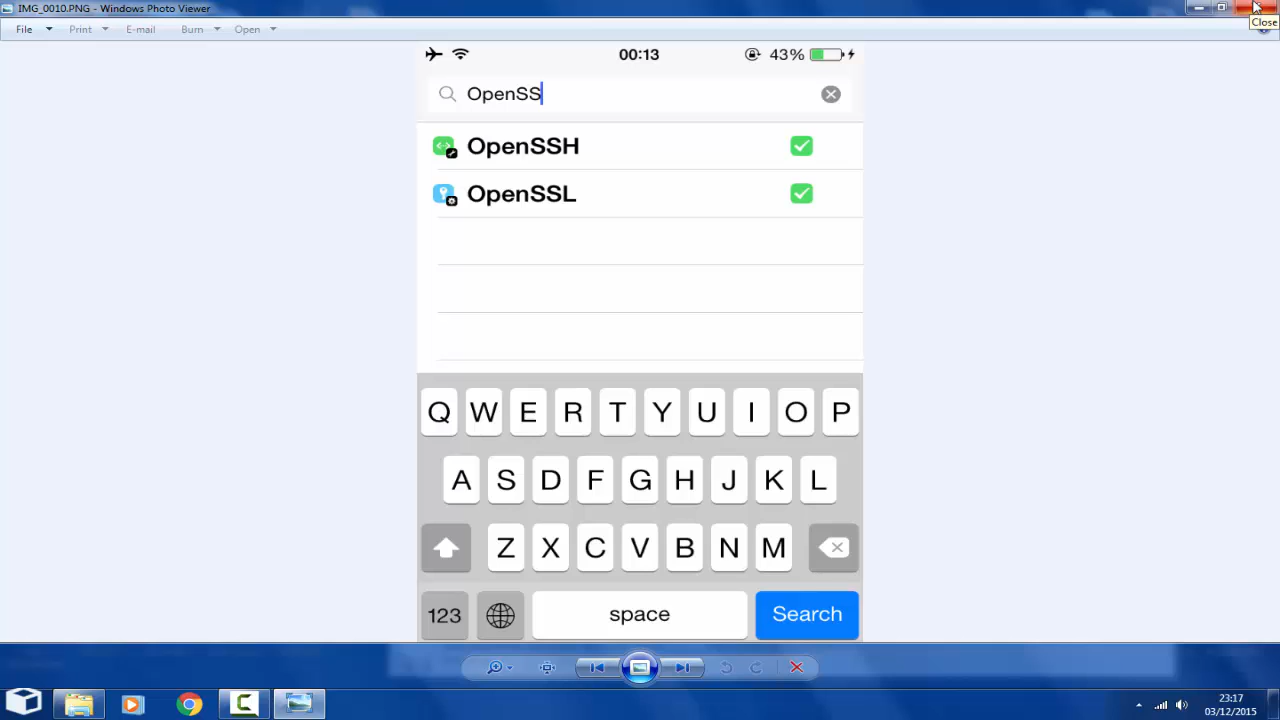 IMG_0010.PNG - Windows Photo Viewer
Close
File Print E-mail Burn Open
00:13 43%
OpenSS
OpenSSH
OpenSSL
Q W E R T Y U I O P
A S D F G H J K L
Z X C V B N M
123 space Search
23:17
03/12/2015